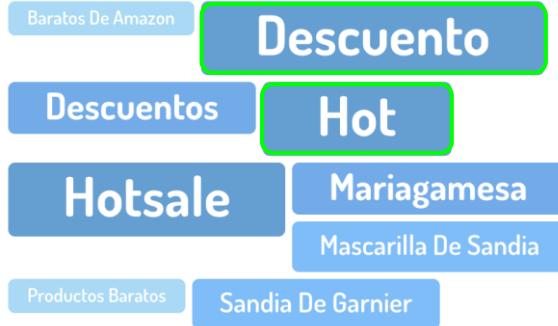 Baratos De Amazon
Descuento
Descuentos
Hot
Hotsale
Mariagamesa
Mascarilla De Sandia
Productos Baratos
Sandia De Garnier